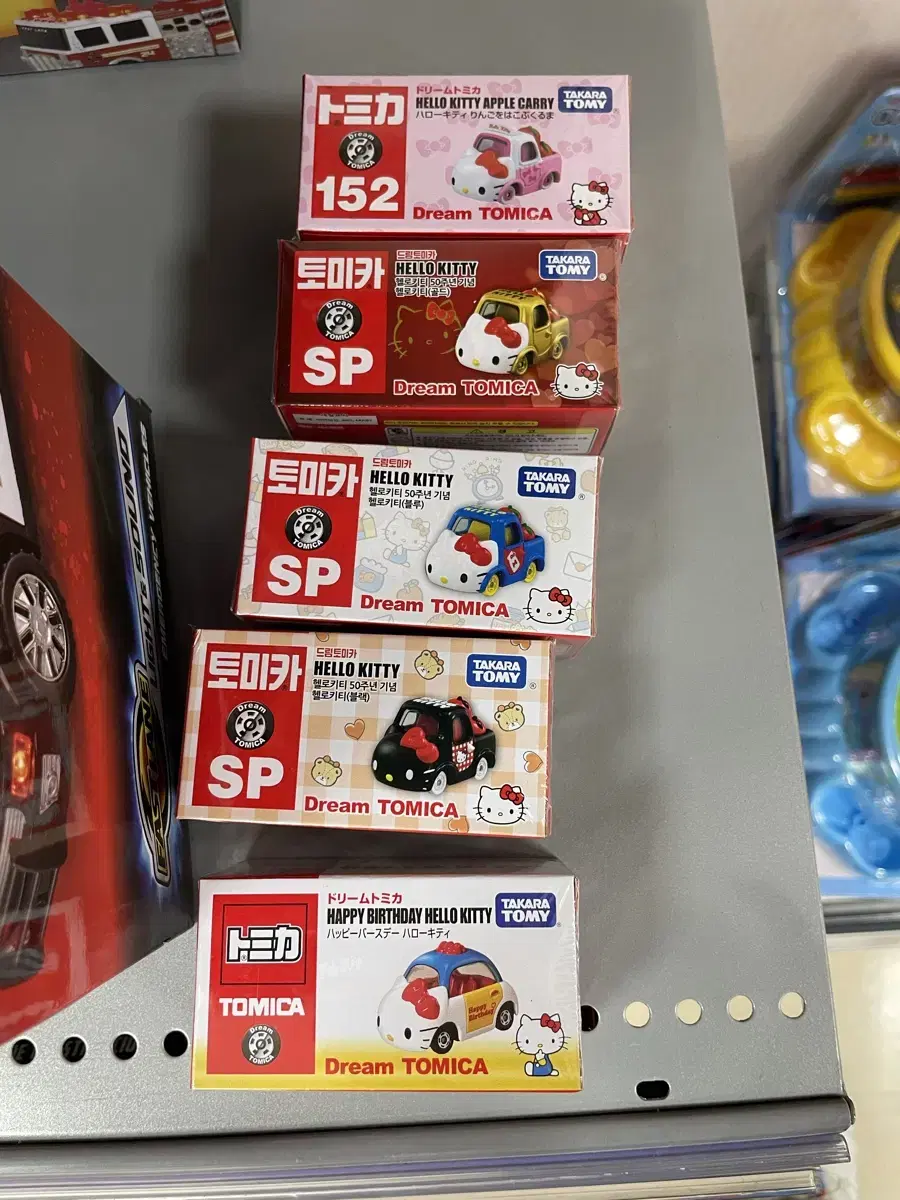 トミカ
Dream
TOMICA
152
ドリームトミカ
HELLO KITTY APPLE CARRY
ハローキティ りんごをはこぶくるま
TAKARA
TOMY
Dream TOMICA
토미카
Dream
TOMICA
SP
드림토미카
HELLO KITTY
헬로키티 50주년 기념
헬로키티(골드)
TAKARA
TOMY
Dream TOMICA
토미카
Dream
TOMICA
SP
드림토미카
HELLO KITTY
헬로키티 50주년 기념
헬로키티(블루)
TAKARA
TOMY
Dream TOMICA
토미카
Dream
TOMICA
SP
드림토미카
HELLO KITTY
헬로키티 50주년 기념
헬로키티(블랙)
TAKARA
TOMY
Dream TOMICA
トミカ
TOMICA
Dream
TOMICA
ドリームトミカ
HAPPY BIRTHDAY HELLO KITTY
ハッピーバースデー ハローキティ
TAKARA
TOMY
Happy
Birthday
Dream TOMICA
LIGHT & SOUND
EMERGENCY VEHICLES
FAST LANE
24